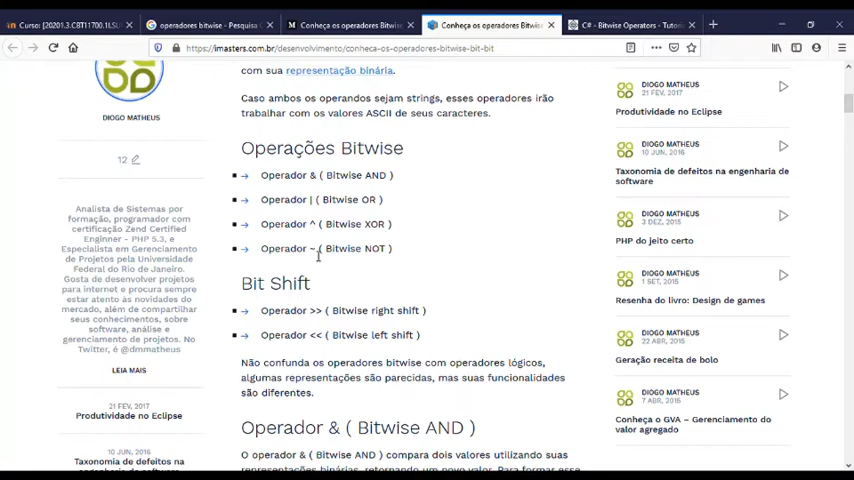 Curso: [20201.3.CBT11700.1I.SU
operadores bitwise - Pesquisa
Conheça os operadores Bitwise
Conheça os operadores Bitwise
C# - Bitwise Operators - Tutori
https://imasters.com.br/desenvolvimento/conheca-os-operadores-bitwise-bit-bit
DIOGO MATHEUS
12
Analista de Sistemas por
formação, programador com
certificação Zend Certified
Enginner - PHP 5.3, e
Especialista em Gerenciamento
de Projetos pela Universidade
Federal do Rio de Janeiro.
Gosta de desenvolver projetos
para internet e procura sempre
estar atento às novidades do
mercado, além de compartilhar
seus conhecimentos, sobre
software, análise e
gerenciamento de projetos. No
Twitter, é @dmmatheus
LEIA MAIS
21 FEV, 2017
Produtividade no Eclipse
10 JUN, 2016
Taxonomia de defeitos na
com sua representação binária.
Caso ambos os operandos sejam strings, esses operadores irão
trabalhar com os valores ASCII de seus caracteres.
Operações Bitwise
Operador & ( Bitwise AND )
Operador | ( Bitwise OR )
Operador ^ ( Bitwise XOR )
Operador ~ ( Bitwise NOT )
Bit Shift
Operador >> ( Bitwise right shift )
Operador << ( Bitwise left shift )
Não confunda os operadores bitwise com operadores lógicos,
algumas representações são parecidas, mas suas funcionalidades
são diferentes.
Operador & ( Bitwise AND )
O operador & ( Bitwise AND ) compara dois valores utilizando suas
representações binárias, retornando um novo valor. Para formar esse
DIOGO MATHEUS
21 FEV, 2017
Produtividade no Eclipse
DIOGO MATHEUS
10 JUN, 2016
Taxonomia de defeitos na engenharia de
software
DIOGO MATHEUS
3 DEZ, 2015
PHP do jeito certo
DIOGO MATHEUS
1 SET, 2015
Resenha do livro: Design de games
DIOGO MATHEUS
22 ABR, 2015
Geração receita de bolo
DIOGO MATHEUS
7 ABR, 2015
Conheça o GVA – Gerenciamento do
valor agregado